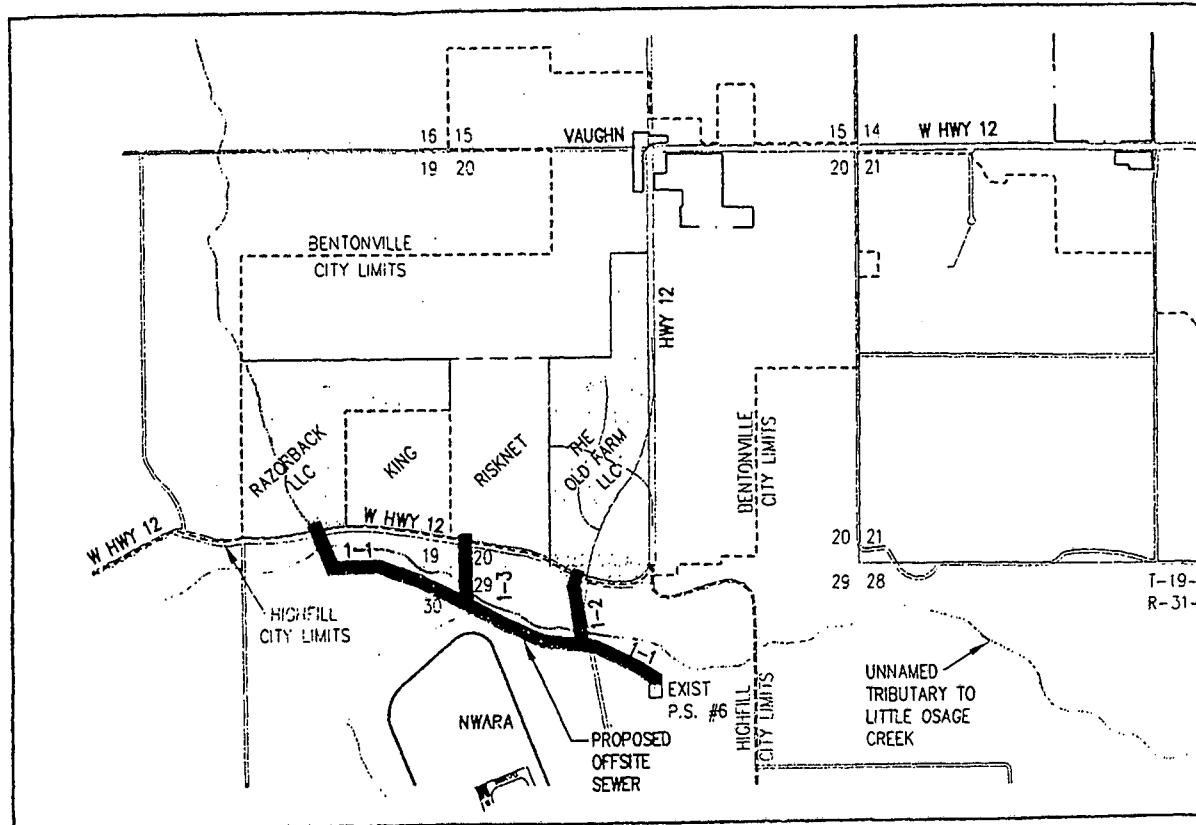 16 15
VAUGHN
15 14
W HWY 12
19 20
20 21
BENTONVILLE
CITY LIMITS
HWY 12
RAZORBACK
LLC
KING
RISKNET
THE
OLD FARM
LLC
BENTONVILLE
CITY LIMITS
W HWY 12
W HWY 12
1-1
19 20
30 29
1-3
1-2
1-1
20 21
29 28
T-19-
R-31-
HIGHFILL
CITY LIMITS
NWARA
EXIST
P.S. #6
PROPOSED
OFFSITE
SEWER
HIGHFILL
CITY LIMITS
UNNAMED
TRIBUTARY TO
LITTLE OSAGE
CREEK